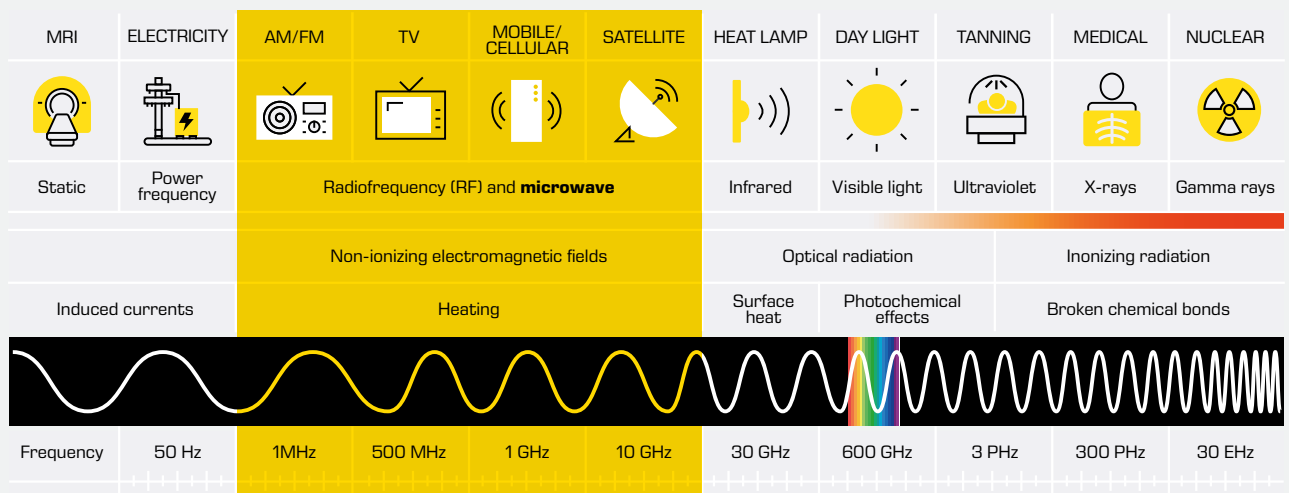 MRI
ELECTRICITY
AM/FM
TV
MOBILE/
CELLULAR
SATELLITE
HEAT LAMP
DAY LIGHT
TANNING
MEDICAL
NUCLEAR
Static
Power
frequency
Radiofrequency (RF) and microwave
Infrared
Visible light
Ultraviolet
X-rays
Gamma rays
Non-ionizing electromagnetic fields
Optical radiation
Inonizing radiation
Induced currents
Heating
Surface
heat
Photochemical
effects
Broken chemical bonds
Frequency
50 Hz
1MHz
500 MHz
1 GHz
10 GHz
30 GHz
600 GHz
3 PHz
300 PHz
30 EHz